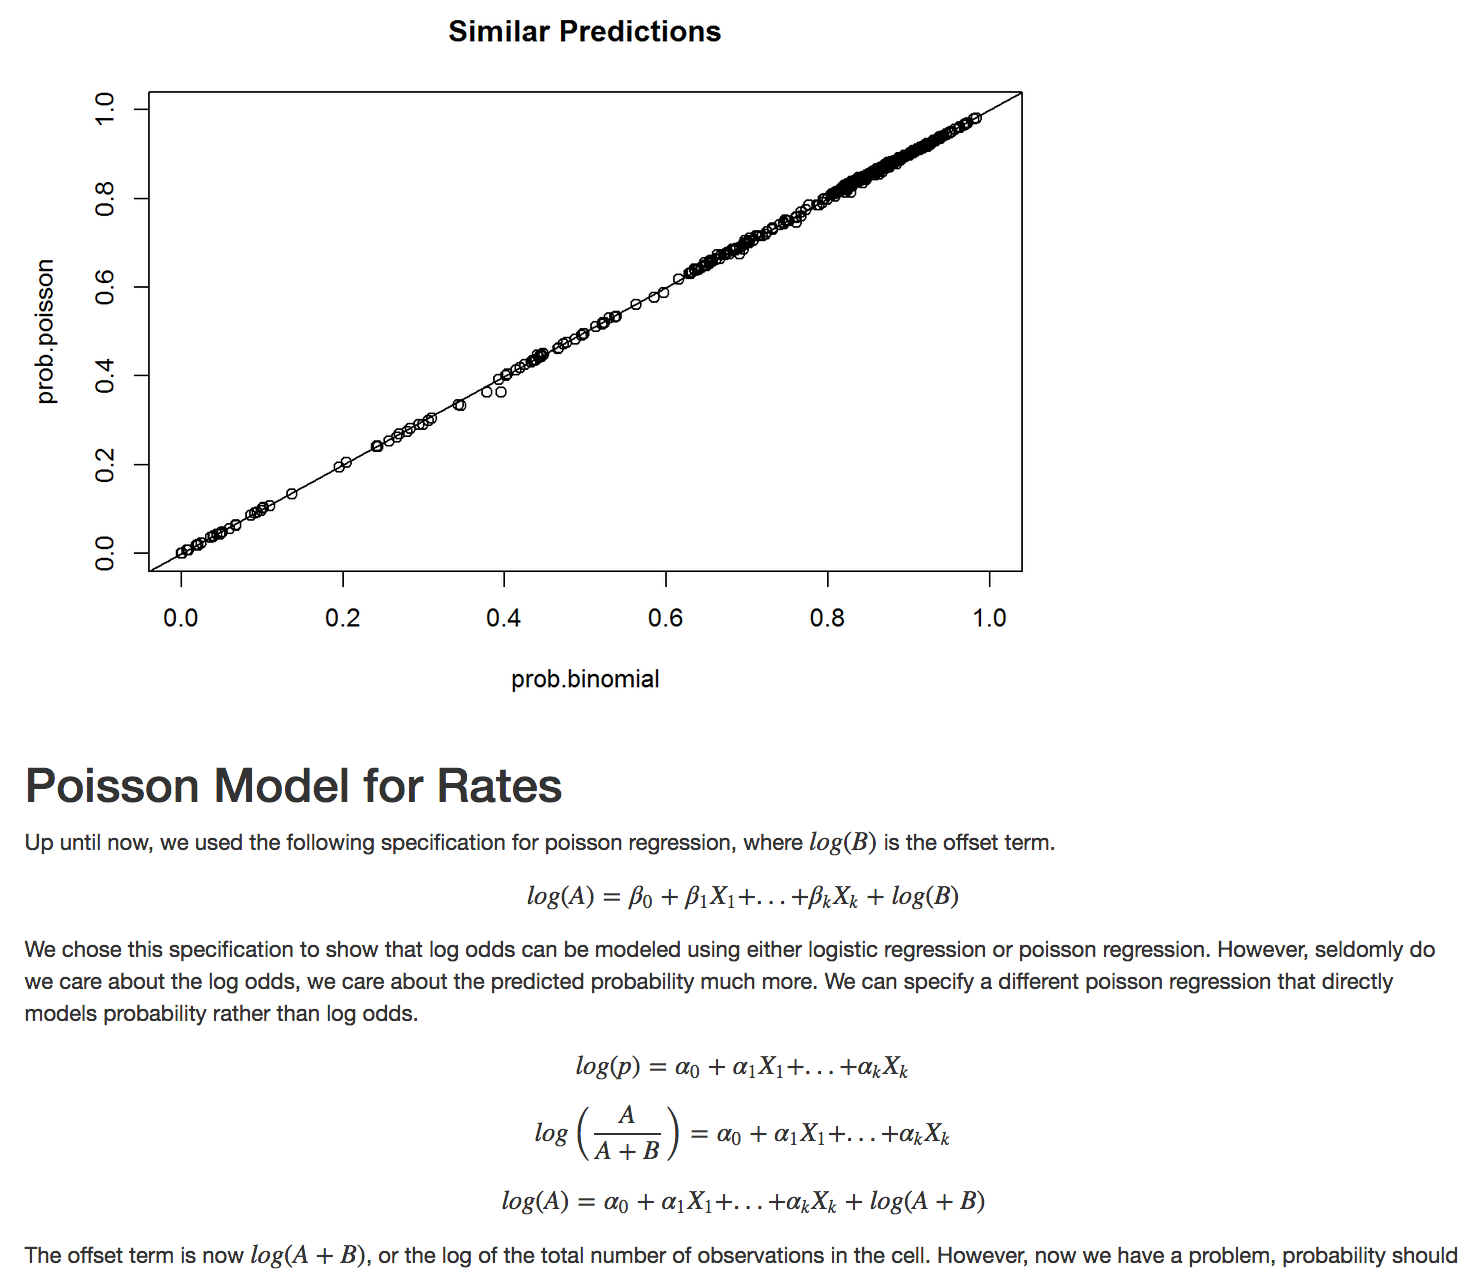 Similar Predictions
1.0
0.8
0.6
0.4
0.2
0.0
prob.poisson
0.0 0.2 0.4 0.6 0.8 1.0
prob.binomial
Poisson Model for Rates
Up until now, we used the following specification for poisson regression, where log(B) is the offset term.
log(A) = β₀ + β₁X₁+...+βₖXₖ + log(B)
We chose this specification to show that log odds can be modeled using either logistic regression or poisson regression. However, seldomly do
we care about the log odds, we care about the predicted probability much more. We can specify a different poisson regression that directly
models probability rather than log odds.
log(p) = α₀ + α₁X₁+...+αₖXₖ
log(A / (A + B)) = α₀ + α₁X₁+...+αₖXₖ
log(A) = α₀ + α₁X₁+...+αₖXₖ + log(A + B)
The offset term is now log(A + B), or the log of the total number of observations in the cell. However, now we have a problem, probability should